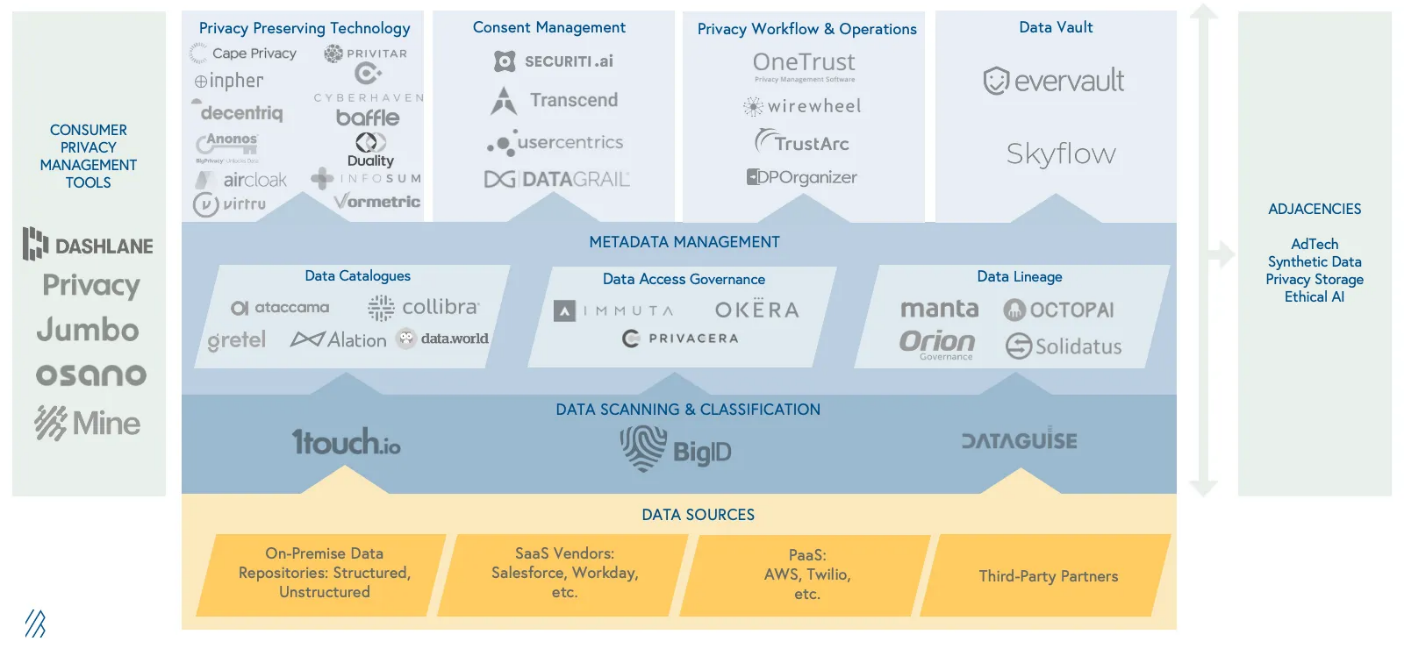 CONSUMER
PRIVACY
MANAGEMENT
TOOLS
DASHLANE
Privacy
Jumbo
osano
Mine
Privacy Preserving Technology
Cape Privacy
PRIVITAR
inpher
CYBERHAVEN
decentriq
baffle
Anonos
Duality
aircloak
INFOSUM
virtru
Vormetric
Consent Management
SECURITI.ai
Transcend
usercentrics
DATAGRAIL
Privacy Workflow & Operations
OneTrust
Privacy Management Software
wirewheel
TrustArc
DPOrganizer
Data Vault
evervault
Skyflow
METADATA MANAGEMENT
Data Catalogues
ataccama
collibra
gretel
Alation
data.world
Data Access Governance
IMMUTA
OKËRA
PRIVACERA
Data Lineage
manta
OCTOPAI
Orion
Governance
Solidatus
DATA SCANNING & CLASSIFICATION
1touch.io
BigID
DATAGUISE
DATA SOURCES
On-Premise Data
Repositories: Structured,
Unstructured
SaaS Vendors:
Salesforce, Workday,
etc.
PaaS:
AWS, Twilio,
etc.
Third-Party Partners
ADJACENCIES
AdTech
Synthetic Data
Privacy Storage
Ethical AI